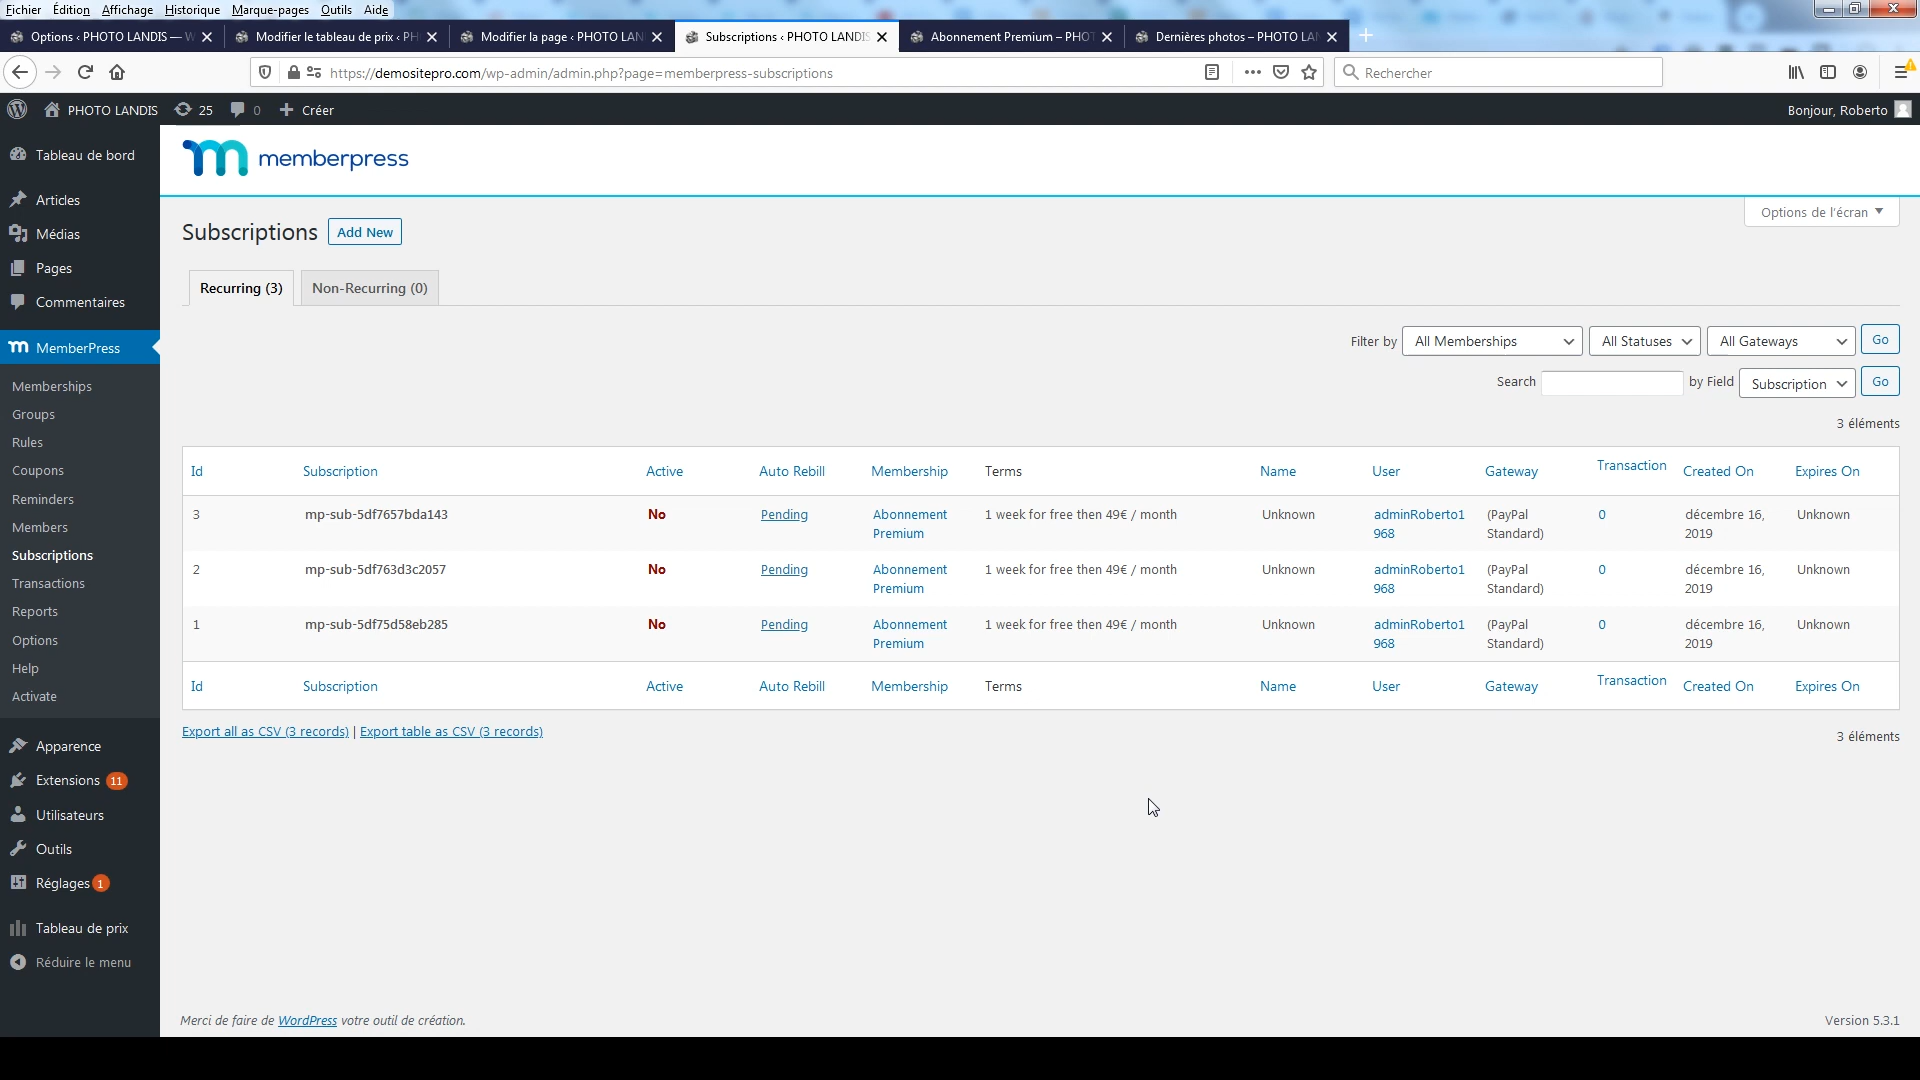 Fichier Édition Affichage Historique Marque-pages Outils Aide
Options ‹ PHOTO LANDIS — W Modifier le tableau de prix ‹ PH Modifier la page ‹ PHOTO LAN Subscriptions ‹ PHOTO LANDIS Abonnement Premium – PHOT Dernières photos – PHOTO LA
https://demositepro.com/wp-admin/admin.php?page=memberpress-subscriptions Rechercher
PHOTO LANDIS 25 0 Créer Bonjour, Roberto
Tableau de bord
Articles
Médias
Pages
Commentaires
MemberPress
Memberships
Groups
Rules
Coupons
Reminders
Members
Subscriptions
Transactions
Reports
Options
Help
Activate
Apparence
Extensions 11
Utilisateurs
Outils
Réglages 1
Tableau de prix
Réduire le menu
memberpress
Options de l'écran
Subscriptions Add New
Recurring (3) Non-Recurring (0)
Filter by All Memberships All Statuses All Gateways Go
Search by Field Subscription Go
3 éléments
Id Subscription Active Auto Rebill Membership Terms Name User Gateway Transaction Created On Expires On
3 mp-sub-5df7657bda143 No Pending Abonnement 1 week for free then 49€ / month Unknown adminRoberto1 (PayPal 0 décembre 16, Unknown
Premium 968 Standard) 2019
2 mp-sub-5df763d3c2057 No Pending Abonnement 1 week for free then 49€ / month Unknown adminRoberto1 (PayPal 0 décembre 16, Unknown
Premium 968 Standard) 2019
1 mp-sub-5df75d58eb285 No Pending Abonnement 1 week for free then 49€ / month Unknown adminRoberto1 (PayPal 0 décembre 16, Unknown
Premium 968 Standard) 2019
Id Subscription Active Auto Rebill Membership Terms Name User Gateway Transaction Created On Expires On
Export all as CSV (3 records) | Export table as CSV (3 records)
3 éléments
Merci de faire de WordPress votre outil de création.
Version 5.3.1